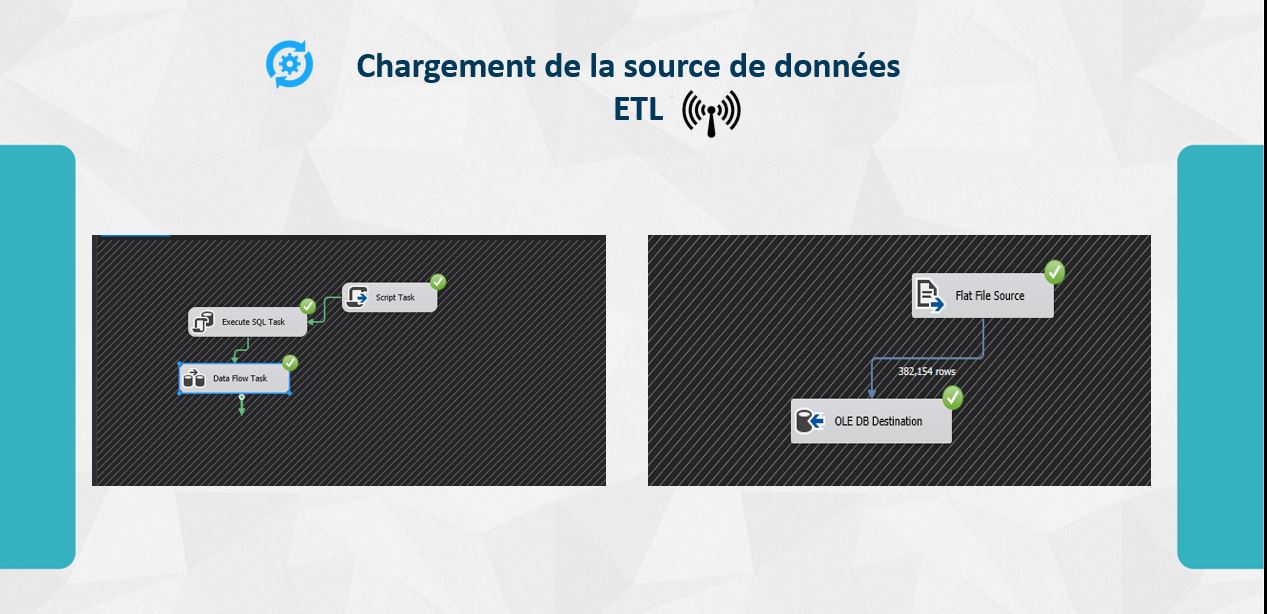 Chargement de la source de données
ETL
Script Task
Execute SQL Task
Data Flow Task
Flat File Source
382,154 rows
OLE DB Destination